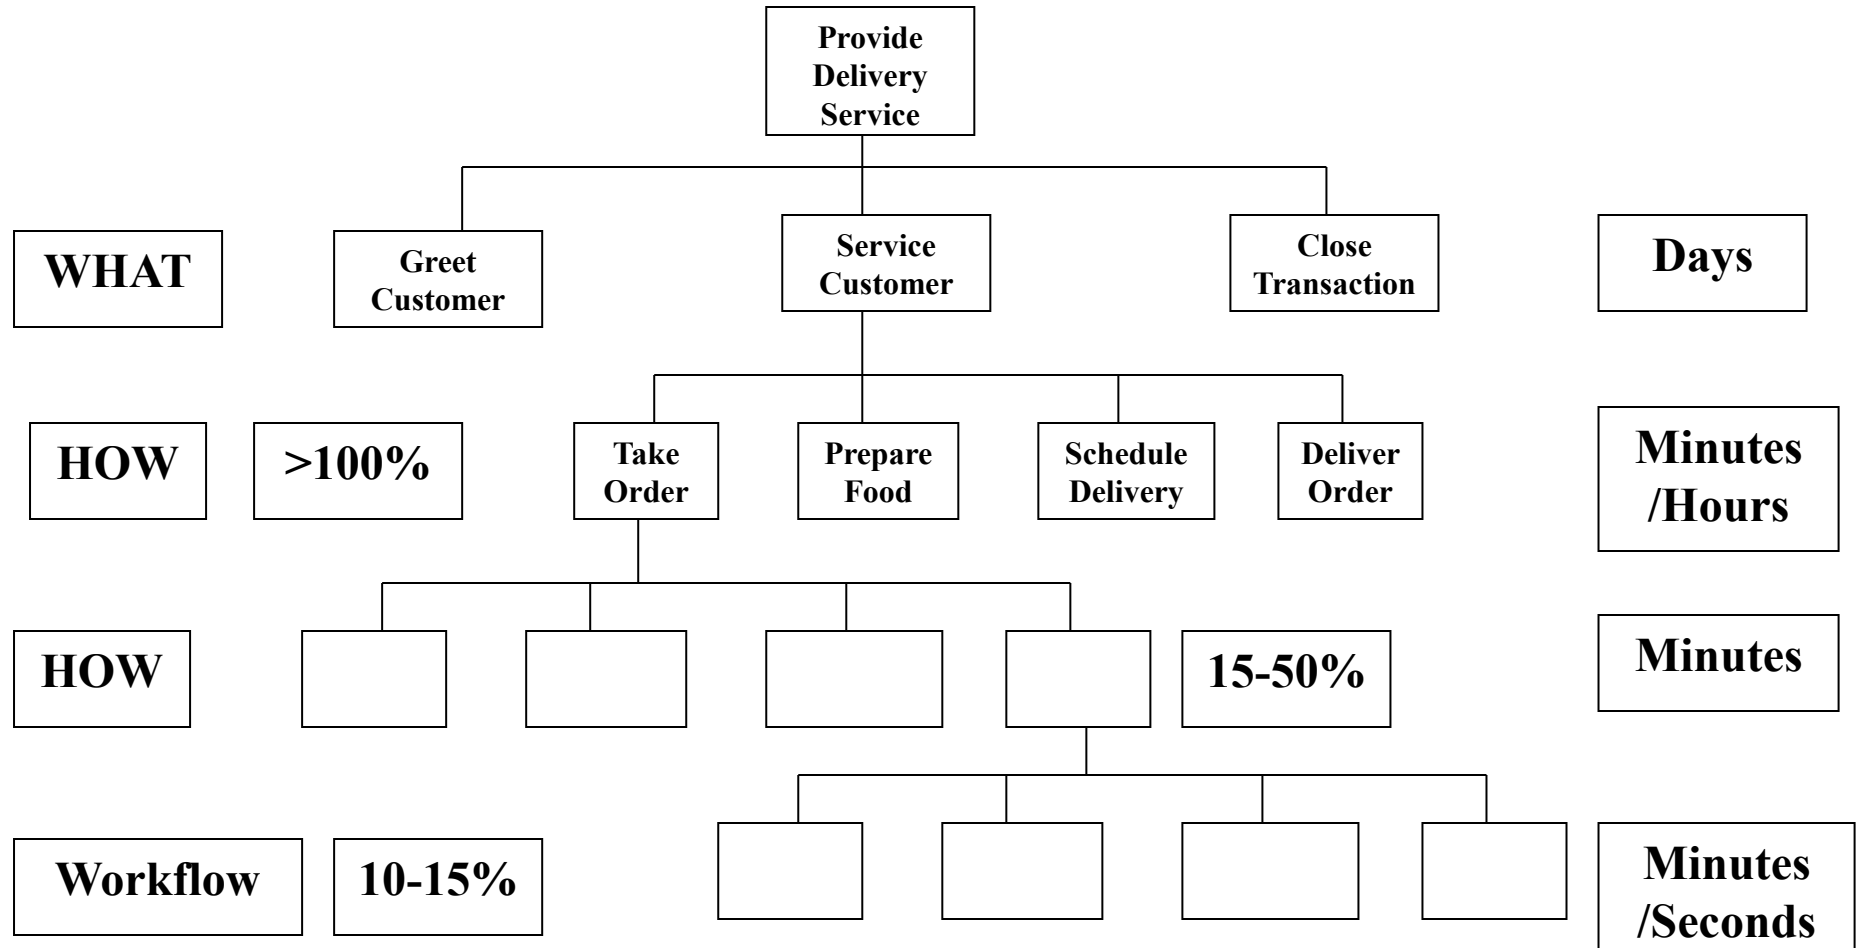 Provide
Delivery
Service
WHAT
Greet
Customer
Service
Customer
Close
Transaction
Days
HOW
>100%
Take
Order
Prepare
Food
Schedule
Delivery
Deliver
Order
Minutes
/Hours
HOW
15-50%
Minutes
Workflow
10-15%
Minutes
/Seconds